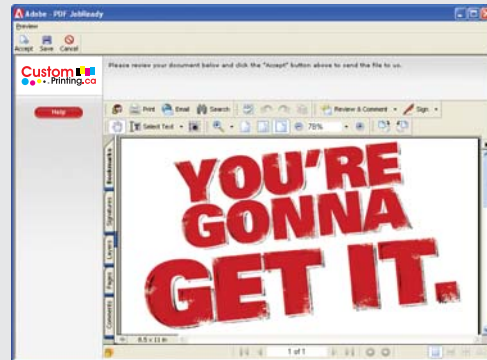 Adobe - PDF JobReady
Preview
Accept Save Cancel
Please review your document below and click the "Accept" button above to send the file to us.
Custom
Printing.ca
Help
Print Email Search Review & Comment Sign
Select Text 78%
Bookmarks
Signatures
Layers
Pages
Comments
YOU'RE
GONNA
GET IT.
8.5 x 11 in
1 of 1